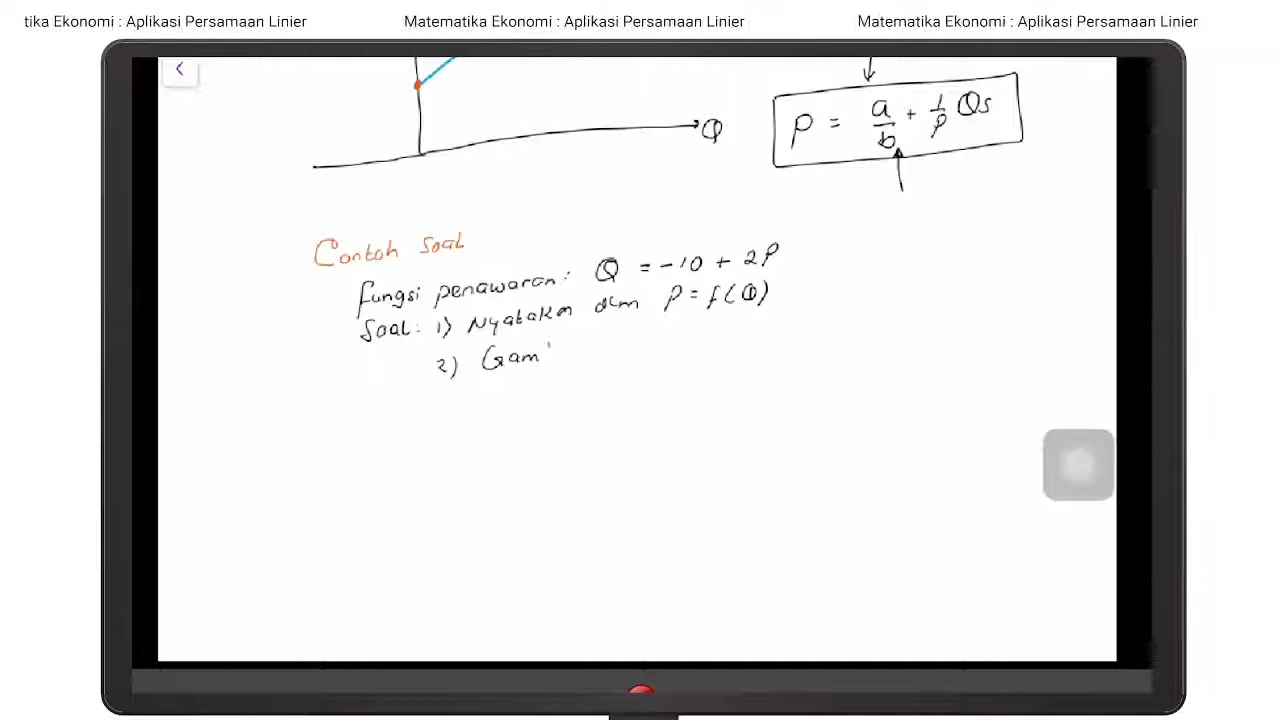 tika Ekonomi : Aplikasi Persamaan Linier Matematika Ekonomi : Aplikasi Persamaan Linier Matematika Ekonomi : Aplikasi Persamaan Linier
Q
P = a/b + 1/P Qs
Contoh Soal
Fungsi penawaran: Q = -10 + 2P
Soal: 1) Nyatakan dlm P = f(Q)
2) Gam